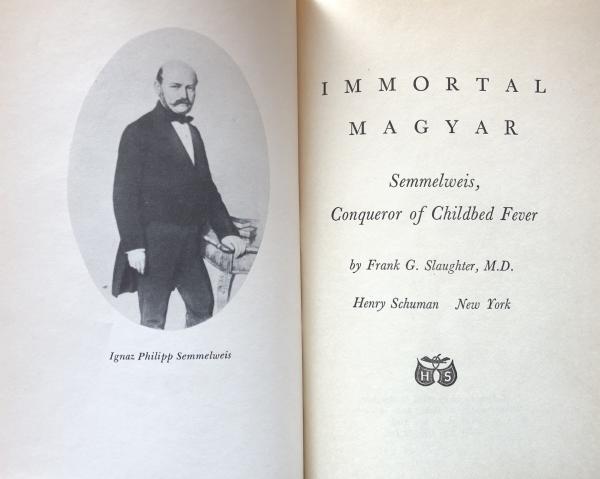 Ignaz Philipp Semmelweis
IMMORTAL
MAGYAR
Semmelweis,
Conqueror of Childbed Fever
by Frank G. Slaughter, M.D.
Henry Schuman New York
H S